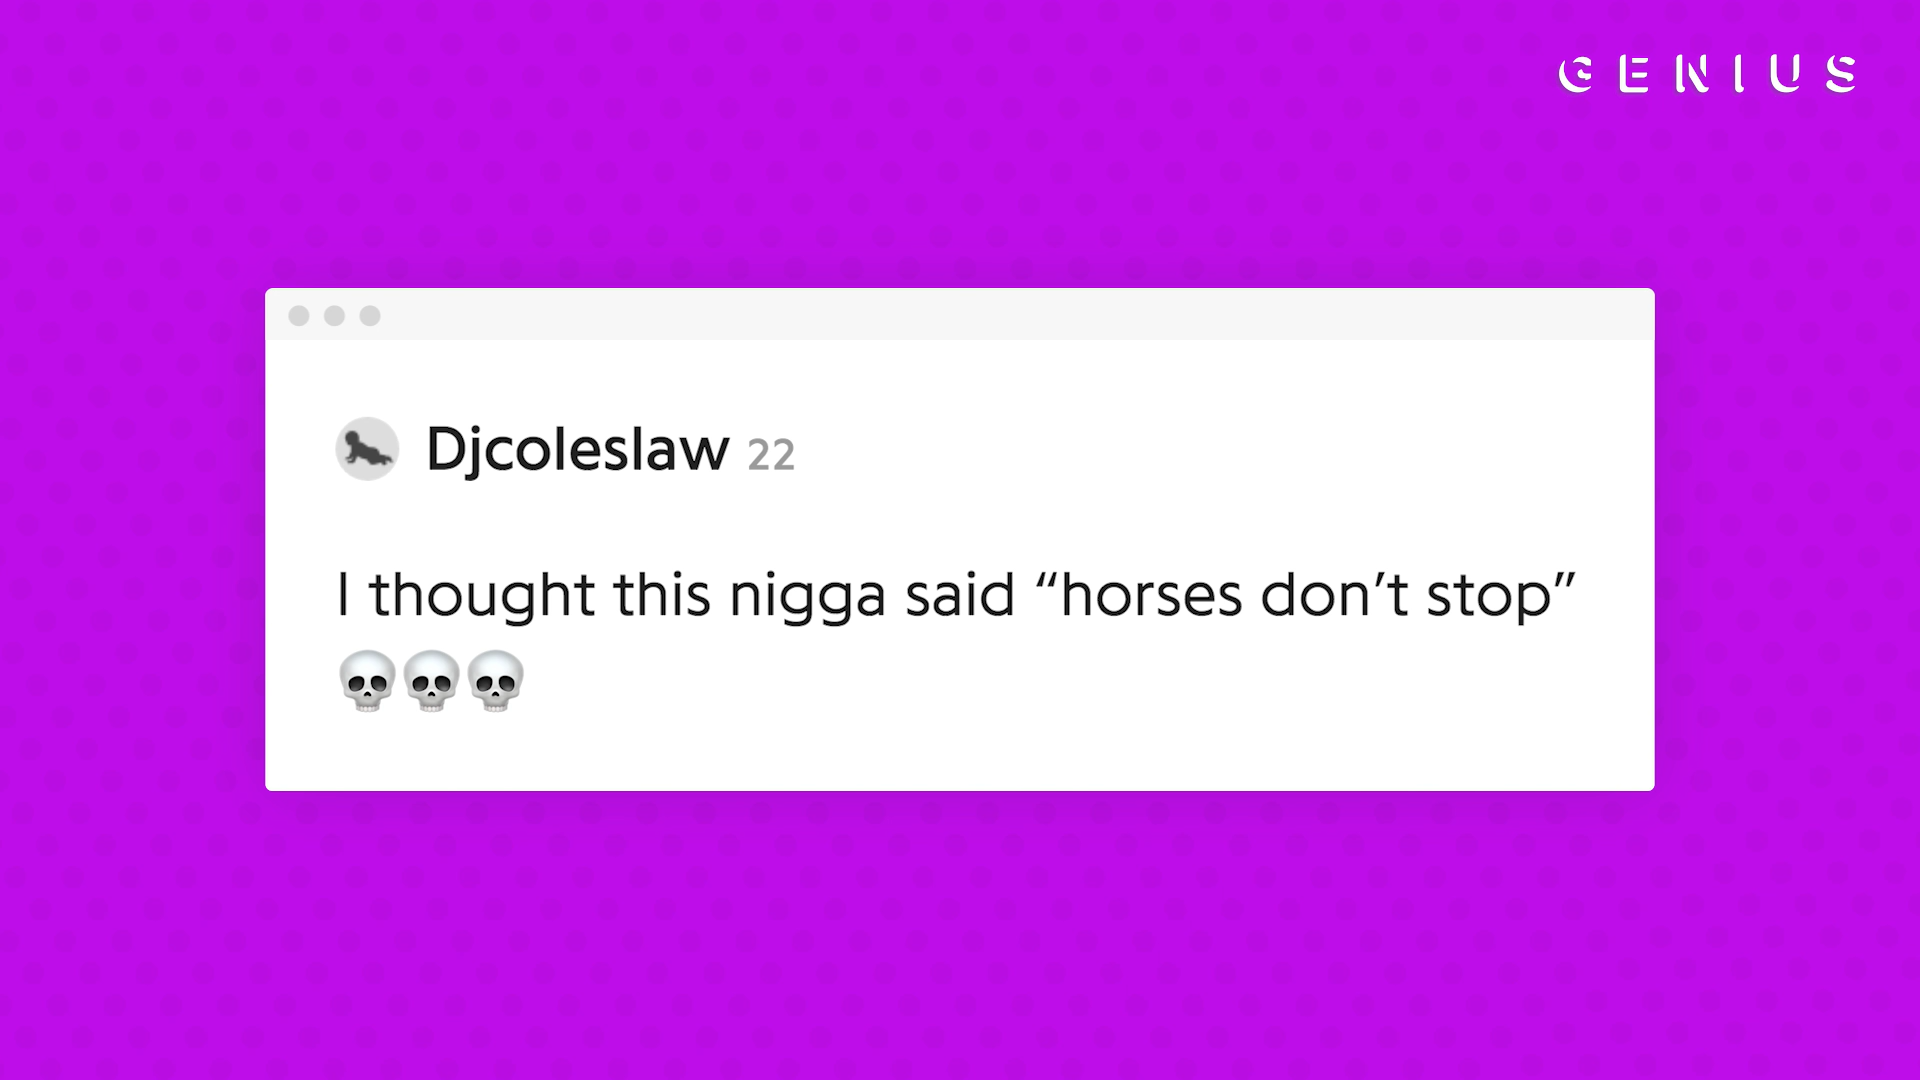 GENIUS
Djcoleslaw 22
I thought this nigga said “horses don’t stop”
💀💀💀